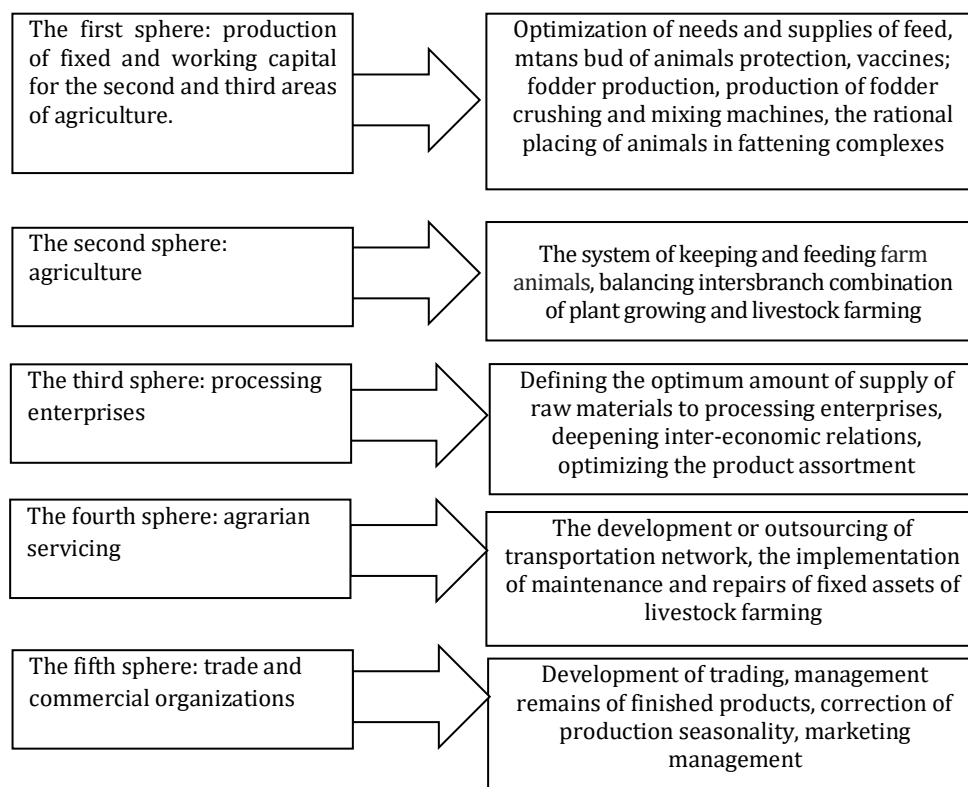 The first sphere: production
of fixed and working capital
for the second and third areas
of agriculture.
Optimization of needs and supplies of feed,
mtans bud of animals protection, vaccines;
fodder production, production of fodder
crushing and mixing machines, the rational
placing of animals in fattening complexes
The second sphere:
agriculture
The system of keeping and feeding farm
animals, balancing intersbranch combination
of plant growing and livestock farming
The third sphere: processing
enterprises
Defining the optimum amount of supply of
raw materials to processing enterprises,
deepening inter-economic relations,
optimizing the product assortment
The fourth sphere: agrarian
servicing
The development or outsourcing of
transportation network, the implementation
of maintenance and repairs of fixed assets of
livestock farming
The fifth sphere: trade and
commercial organizations
Development of trading, management
remains of finished products, correction of
production seasonality, marketing
management